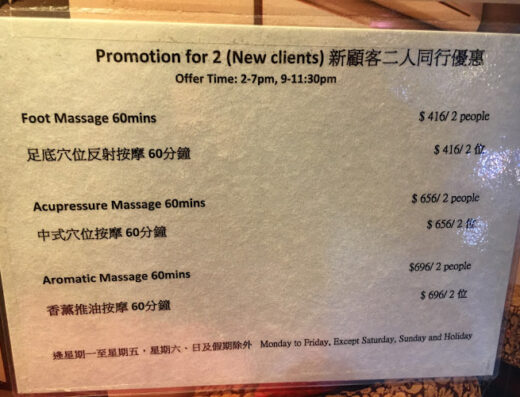 Promotion for 2 (New clients) 新顧客二人同行優惠
Offer Time: 2-7pm, 9-11:30pm
Foot Massage 60mins $ 416/ 2 people
足底穴位反射按摩 60分鐘 $ 416/ 2 位
Acupressure Massage 60mins $ 656/ 2 people
中式穴位按摩 60分鐘 $ 656/ 2 位
Aromatic Massage 60mins $696/ 2 people
香薰推油按摩 60分鐘 $ 696/ 2 位
逢星期一至星期五，星期六、日及假期除外 Monday to Friday, Except Saturday, Sunday and Holiday